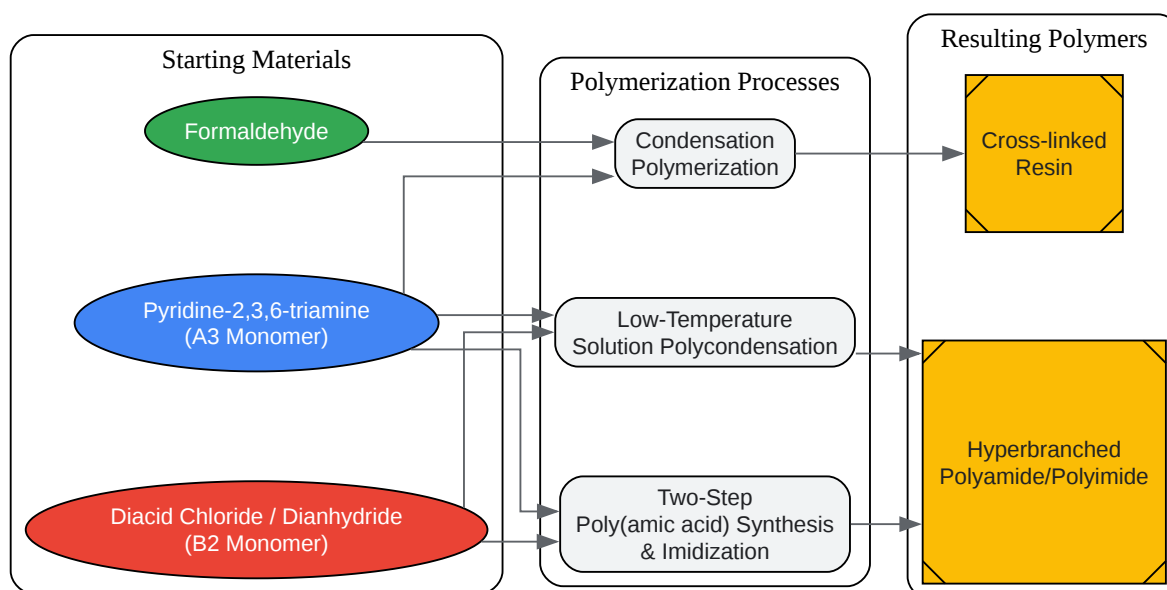 Starting Materials
Formaldehyde
Pyridine-2,3,6-triamine
(A3 Monomer)
Diacid Chloride / Dianhydride
(B2 Monomer)
Polymerization Processes
Condensation
Polymerization
Low-Temperature
Solution Polycondensation
Two-Step
Poly(amic acid) Synthesis
& Imidization
Resulting Polymers
Cross-linked
Resin
Hyperbranched
Polyamide/Polyimide